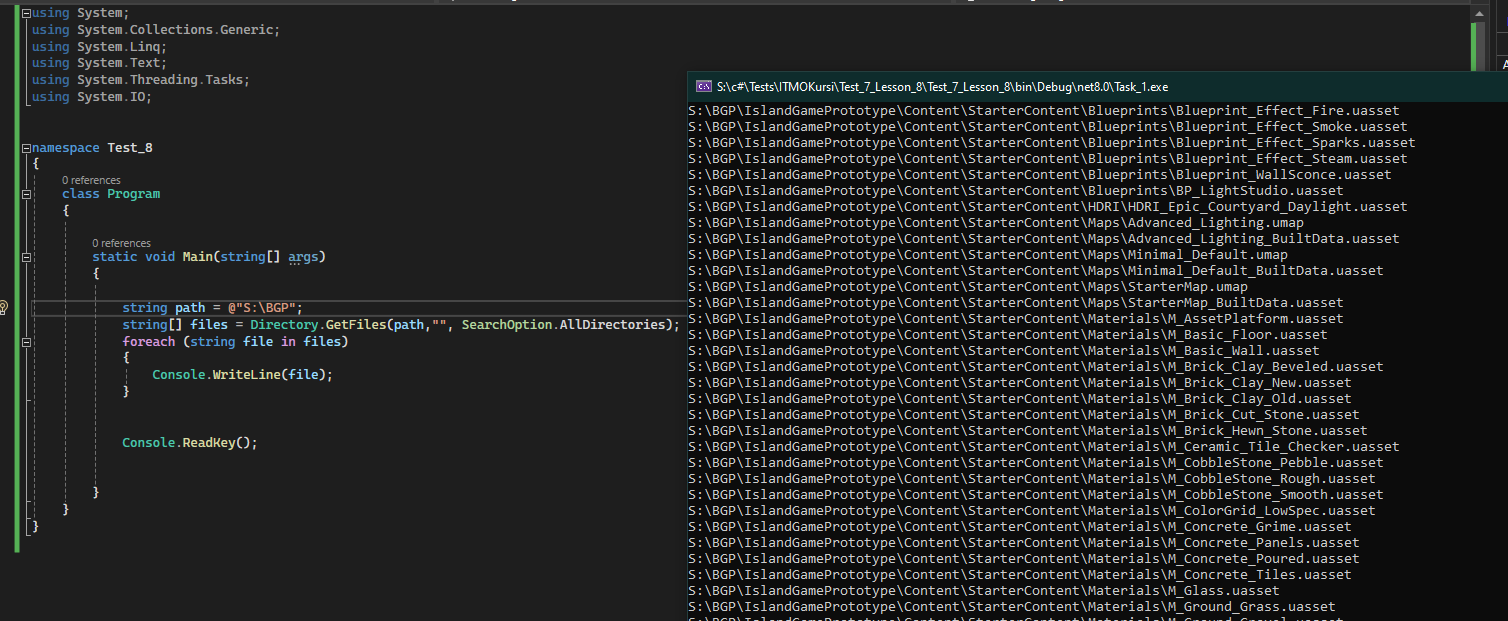 using System;
using System.Collections.Generic;
using System.Linq;
using System.Text;
using System.Threading.Tasks;
using System.IO;
namespace Test_8
{
0 references
class Program
{
0 references
static void Main(string[] args)
{
string path = @"S:\BGP";
string[] files = Directory.GetFiles(path,"", SearchOption.AllDirectories);
foreach (string file in files)
{
Console.WriteLine(file);
}
Console.ReadKey();
}
}
}
S:\c#\Tests\ITMOKursi\Test_7_Lesson_8\Test_7_Lesson_8\bin\Debug\net8.0\Task_1.exe
S:\BGP\IslandGamePrototype\Content\StarterContent\Blueprints\Blueprint_Effect_Fire.uasset
S:\BGP\IslandGamePrototype\Content\StarterContent\Blueprints\Blueprint_Effect_Smoke.uasset
S:\BGP\IslandGamePrototype\Content\StarterContent\Blueprints\Blueprint_Effect_Sparks.uasset
S:\BGP\IslandGamePrototype\Content\StarterContent\Blueprints\Blueprint_Effect_Steam.uasset
S:\BGP\IslandGamePrototype\Content\StarterContent\Blueprints\Blueprint_WallSconce.uasset
S:\BGP\IslandGamePrototype\Content\StarterContent\Blueprints\BP_LightStudio.uasset
S:\BGP\IslandGamePrototype\Content\StarterContent\HDRI\HDRI_Epic_Courtyard_Daylight.uasset
S:\BGP\IslandGamePrototype\Content\StarterContent\Maps\Advanced_Lighting.umap
S:\BGP\IslandGamePrototype\Content\StarterContent\Maps\Advanced_Lighting_BuiltData.uasset
S:\BGP\IslandGamePrototype\Content\StarterContent\Maps\Minimal_Default.umap
S:\BGP\IslandGamePrototype\Content\StarterContent\Maps\Minimal_Default_BuiltData.uasset
S:\BGP\IslandGamePrototype\Content\StarterContent\Maps\StarterMap.umap
S:\BGP\IslandGamePrototype\Content\StarterContent\Maps\StarterMap_BuiltData.uasset
S:\BGP\IslandGamePrototype\Content\StarterContent\Materials\M_AssetPlatform.uasset
S:\BGP\IslandGamePrototype\Content\StarterContent\Materials\M_Basic_Floor.uasset
S:\BGP\IslandGamePrototype\Content\StarterContent\Materials\M_Basic_Wall.uasset
S:\BGP\IslandGamePrototype\Content\StarterContent\Materials\M_Brick_Clay_Beveled.uasset
S:\BGP\IslandGamePrototype\Content\StarterContent\Materials\M_Brick_Clay_New.uasset
S:\BGP\IslandGamePrototype\Content\StarterContent\Materials\M_Brick_Clay_Old.uasset
S:\BGP\IslandGamePrototype\Content\StarterContent\Materials\M_Brick_Cut_Stone.uasset
S:\BGP\IslandGamePrototype\Content\StarterContent\Materials\M_Brick_Hewn_Stone.uasset
S:\BGP\IslandGamePrototype\Content\StarterContent\Materials\M_Ceramic_Tile_Checker.uasset
S:\BGP\IslandGamePrototype\Content\StarterContent\Materials\M_CobbleStone_Pebble.uasset
S:\BGP\IslandGamePrototype\Content\StarterContent\Materials\M_CobbleStone_Rough.uasset
S:\BGP\IslandGamePrototype\Content\StarterContent\Materials\M_CobbleStone_Smooth.uasset
S:\BGP\IslandGamePrototype\Content\StarterContent\Materials\M_ColorGrid_LowSpec.uasset
S:\BGP\IslandGamePrototype\Content\StarterContent\Materials\M_Concrete_Grime.uasset
S:\BGP\IslandGamePrototype\Content\StarterContent\Materials\M_Concrete_Panels.uasset
S:\BGP\IslandGamePrototype\Content\StarterContent\Materials\M_Concrete_Poured.uasset
S:\BGP\IslandGamePrototype\Content\StarterContent\Materials\M_Concrete_Tiles.uasset
S:\BGP\IslandGamePrototype\Content\StarterContent\Materials\M_Glass.uasset
S:\BGP\IslandGamePrototype\Content\StarterContent\Materials\M_Ground_Grass.uasset